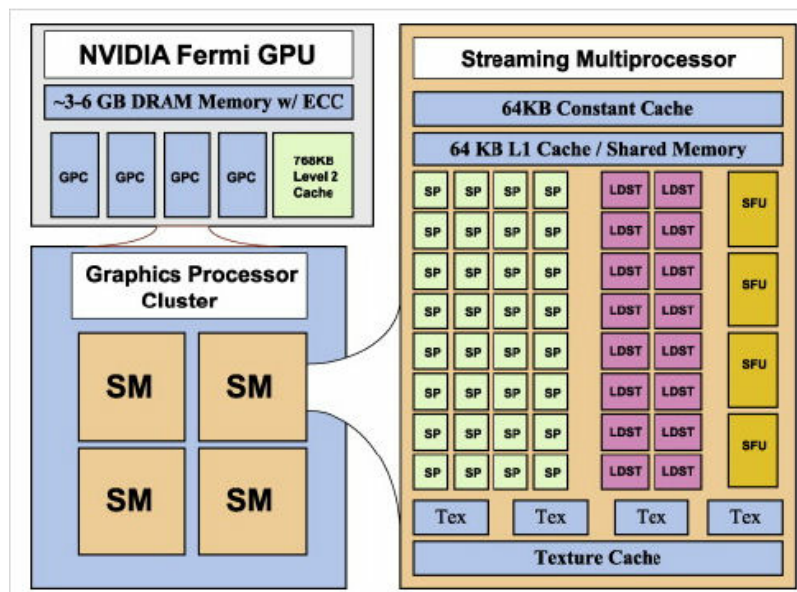 NVIDIA Fermi GPU
~3-6 GB DRAM Memory w/ ECC
GPC GPC GPC GPC
768KB
Level 2
Cache
Graphics Processor
Cluster
SM SM
SM SM
Streaming Multiprocessor
64KB Constant Cache
64 KB L1 Cache / Shared Memory
SP SP SP SP LDST LDST
SFU
SP SP SP SP LDST LDST
SP SP SP SP LDST LDST
SFU
SP SP SP SP LDST LDST
SP SP SP SP LDST LDST
SFU
SP SP SP SP LDST LDST
SP SP SP SP LDST LDST
SFU
SP SP SP SP LDST LDST
Tex Tex Tex Tex
Texture Cache